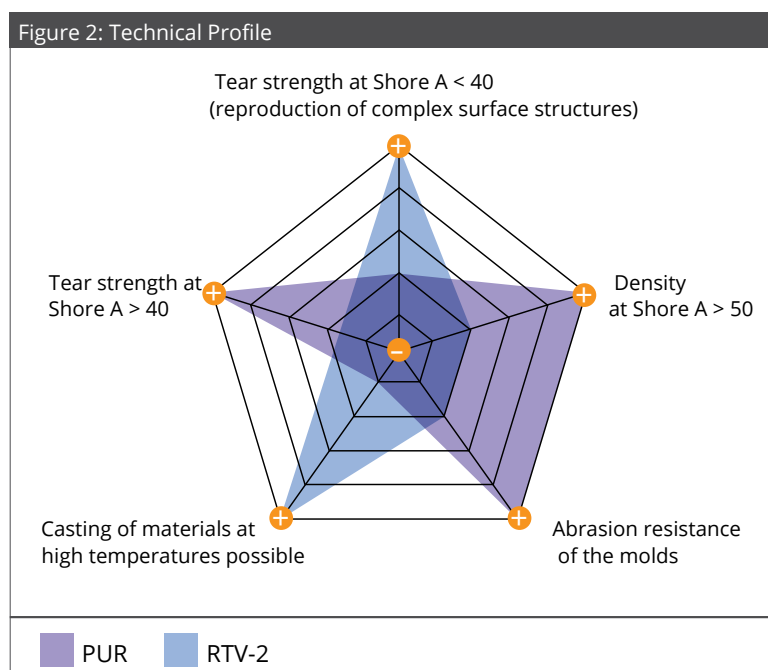 Figure 2: Technical Profile
Tear strength at Shore A < 40
(reproduction of complex surface structures)
+
Tear strength at
Shore A > 40
+
+
Density
at Shore A > 50
–
Casting of materials at
high temperatures possible
+
+
Abrasion resistance
of the molds
PUR
RTV-2